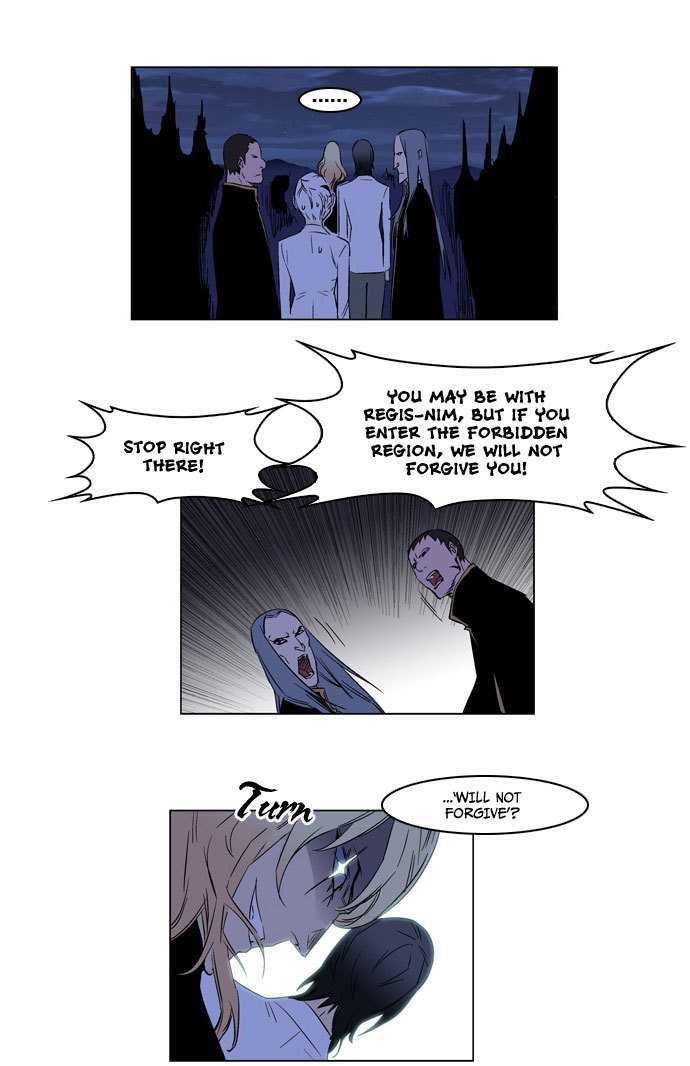 ......
STOP RIGHT
THERE!
YOU MAY BE WITH
REGIS-NIM, BUT IF YOU
ENTER THE FORBIDDEN
REGION, WE WILL NOT
FORGIVE YOU!
Turn
...'WILL NOT
FORGIVE'?